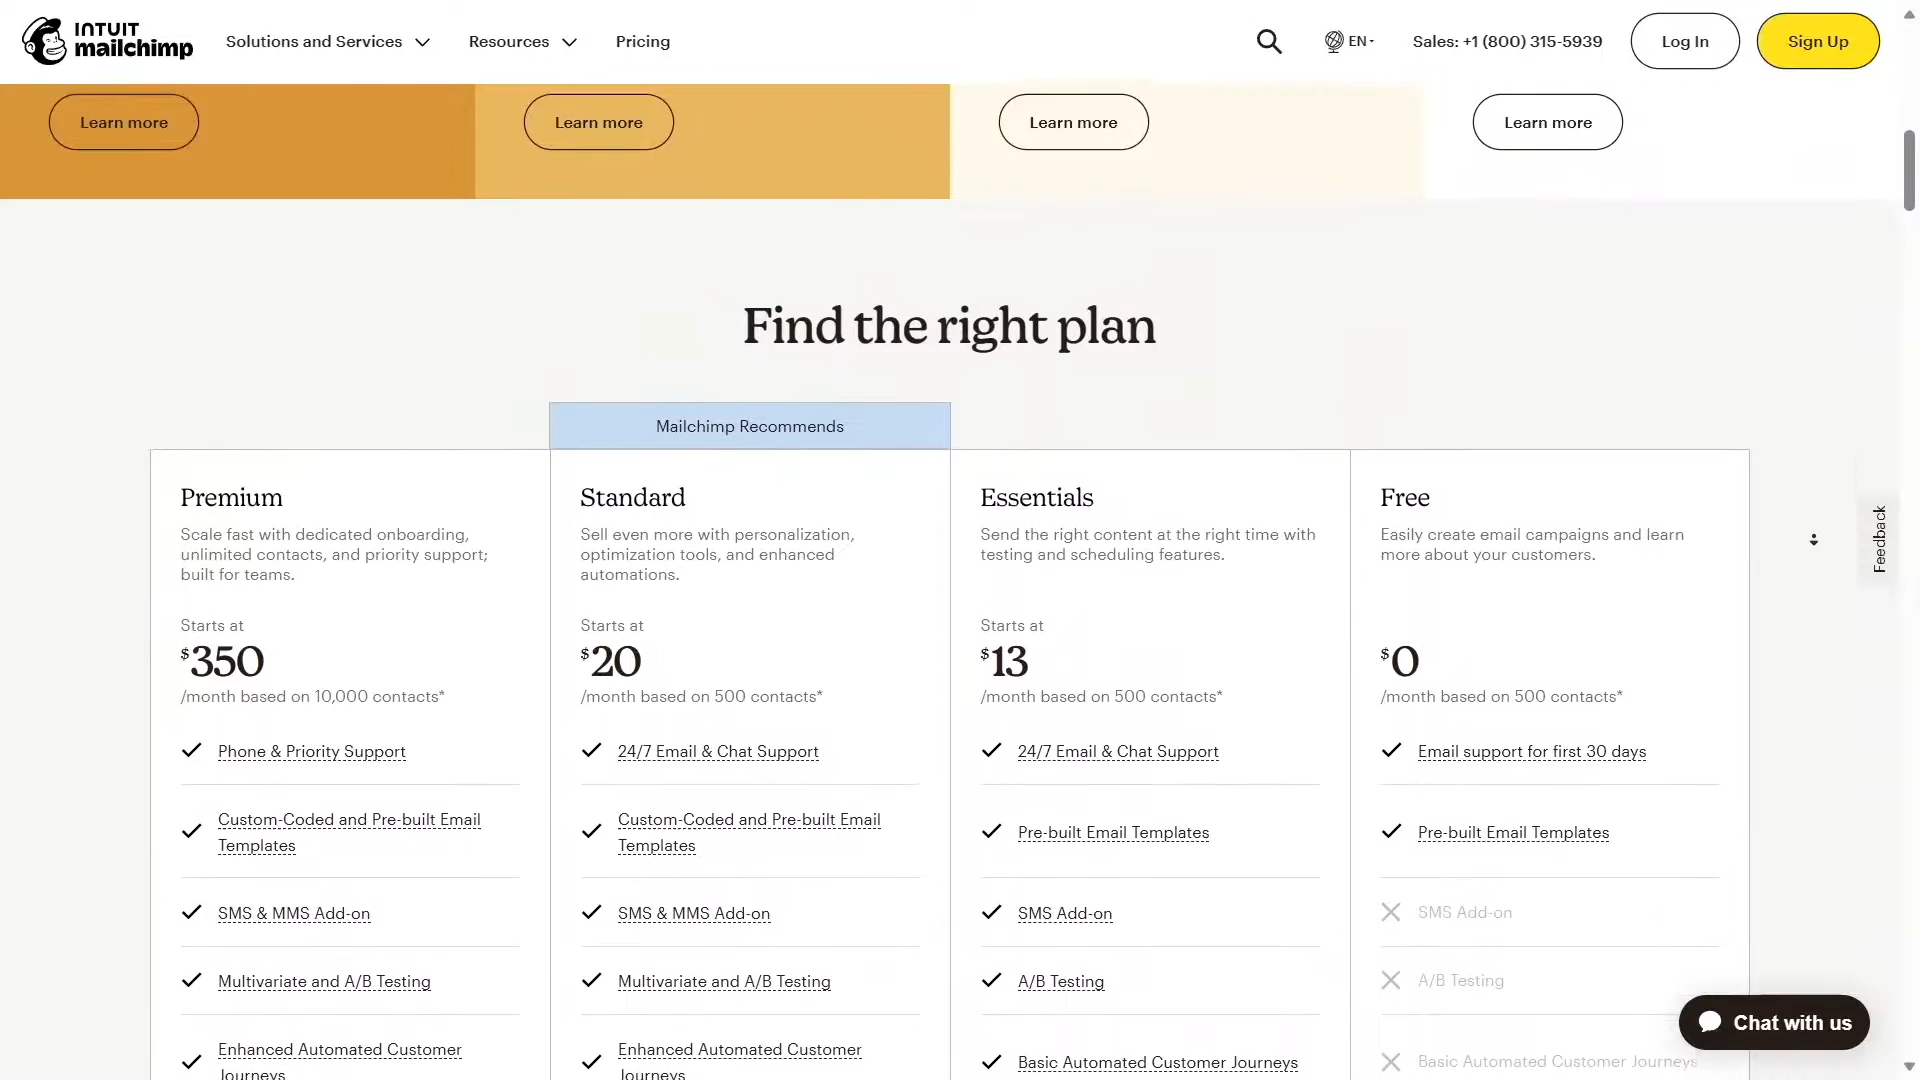 INTUIT
mailchimp
Solutions and Services
Resources
Pricing
EN
Sales: +1 (800) 315-5939
Log In
Sign Up
Learn more
Learn more
Learn more
Learn more
Find the right plan
Mailchimp Recommends
Premium
Scale fast with dedicated onboarding,
unlimited contacts, and priority support;
built for teams.
Starts at
$350
/month based on 10,000 contacts*
Phone & Priority Support
Custom-Coded and Pre-built Email
Templates
SMS & MMS Add-on
Multivariate and A/B Testing
Enhanced Automated Customer
Journeys
Standard
Sell even more with personalization,
optimization tools, and enhanced
automations.
Starts at
$20
/month based on 500 contacts*
24/7 Email & Chat Support
Custom-Coded and Pre-built Email
Templates
SMS & MMS Add-on
Multivariate and A/B Testing
Enhanced Automated Customer
Journeys
Essentials
Send the right content at the right time with
testing and scheduling features.
Starts at
$13
/month based on 500 contacts*
24/7 Email & Chat Support
Pre-built Email Templates
SMS Add-on
A/B Testing
Basic Automated Customer Journeys
Free
Easily create email campaigns and learn
more about your customers.
$0
/month based on 500 contacts*
Email support for first 30 days
Pre-built Email Templates
SMS Add-on
A/B Testing
Basic Automated Customer Journeys
Feedback
Chat with us